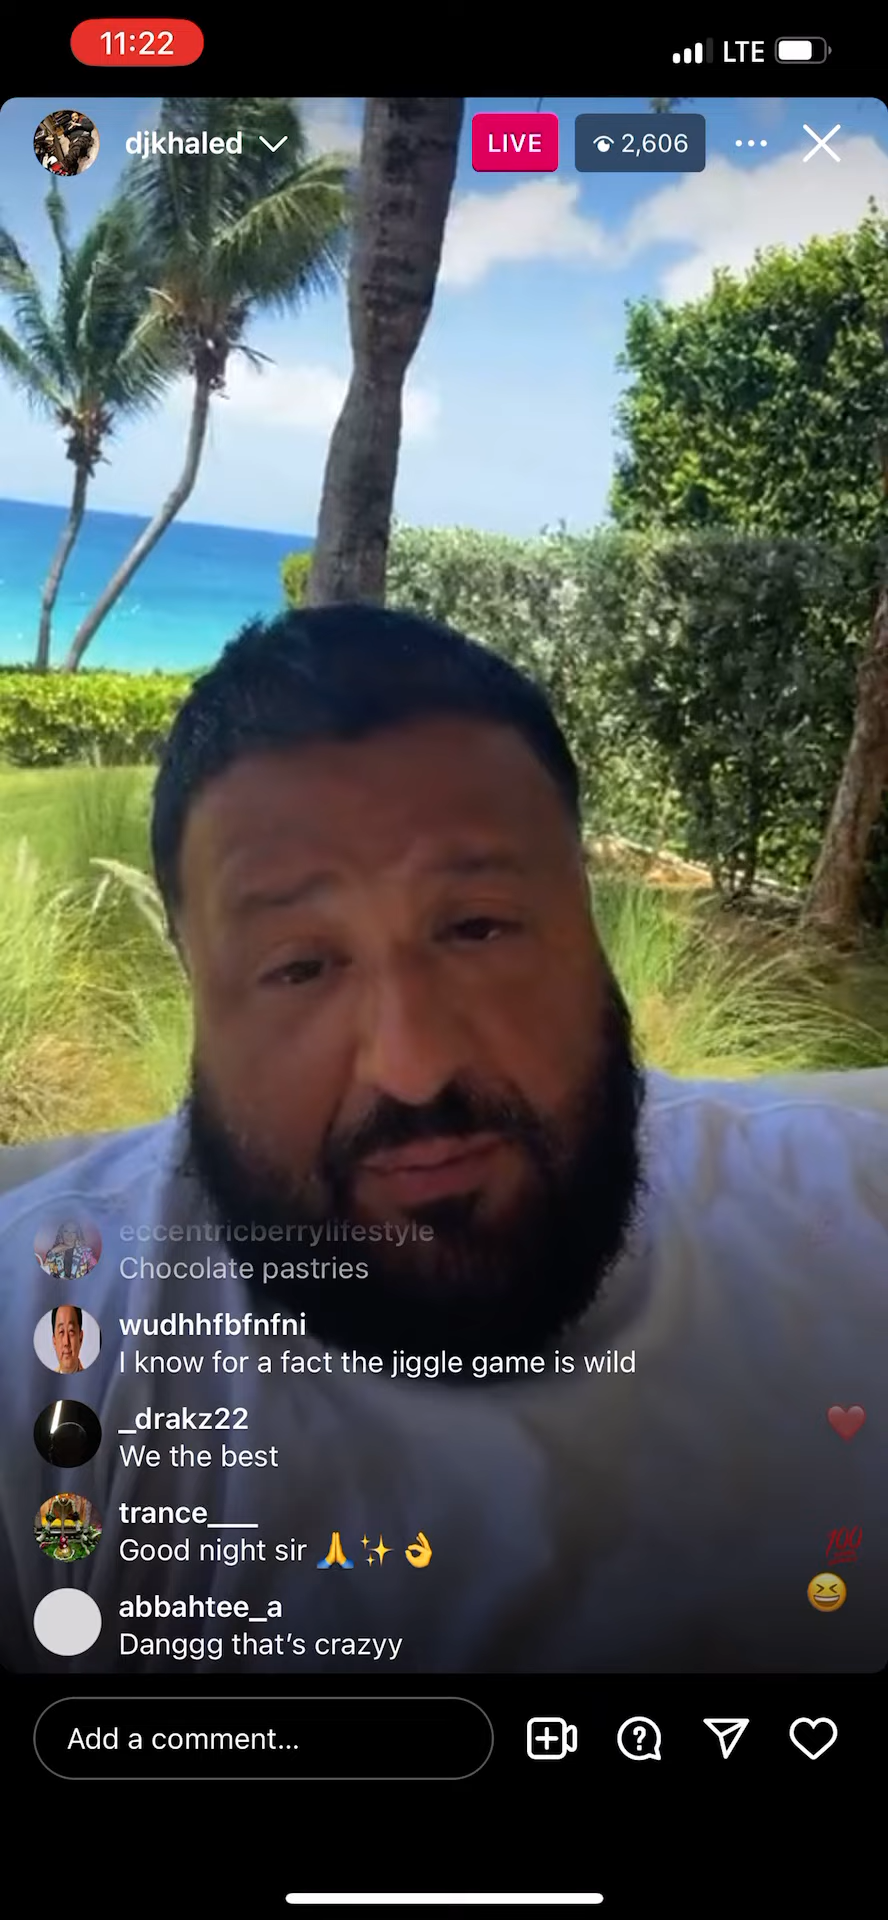 11:22
LTE
djkhaled
LIVE
2,606
eccentricberrylifestyle
Chocolate pastries
wudhhfbfnfni
I know for a fact the jiggle game is wild
_drakz22
We the best
trance___
Good night sir 🙏✨👌
abbahtee_a
Danggg that’s crazyy
💯
Add a comment...